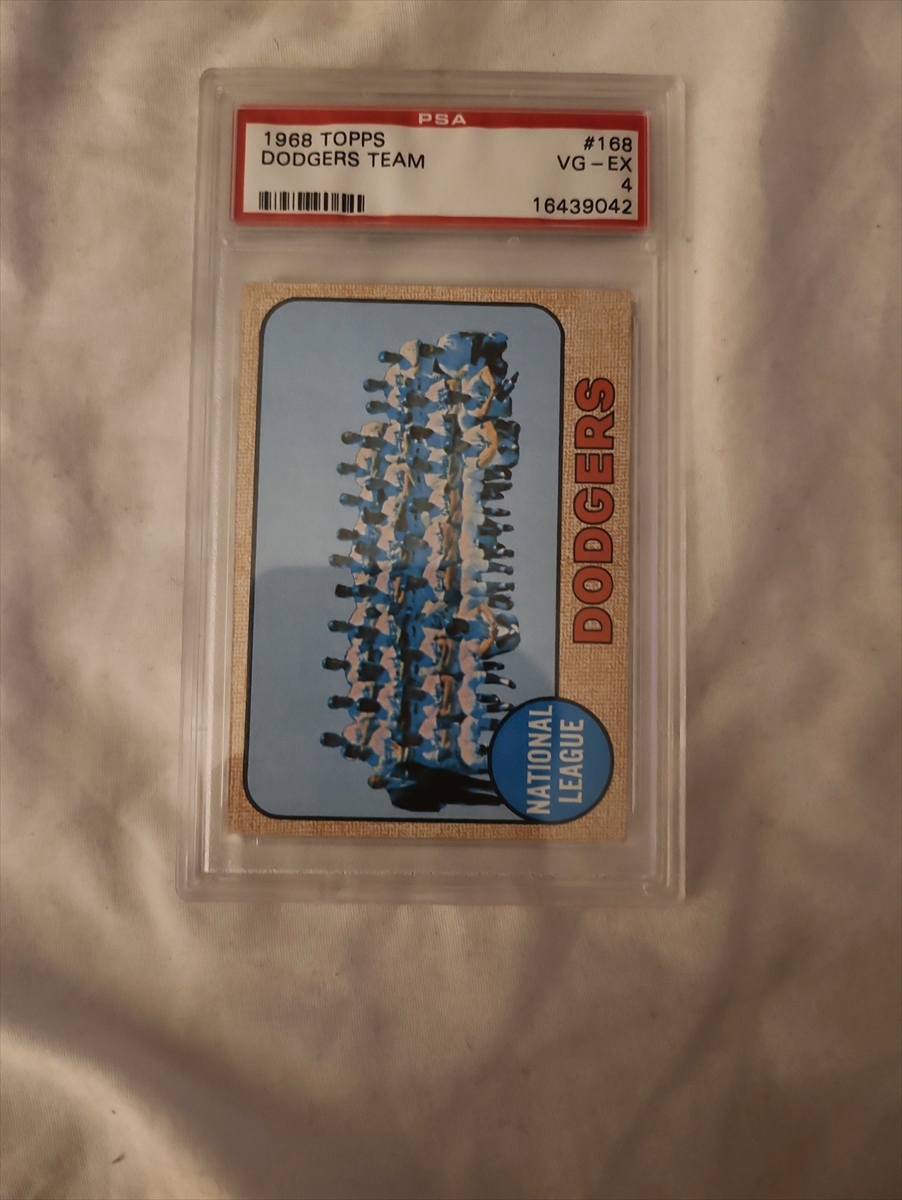 PSA
1968 TOPPS #168
DODGERS TEAM VG-EX
4
16439042
DODGERS
NATIONAL
LEAGUE